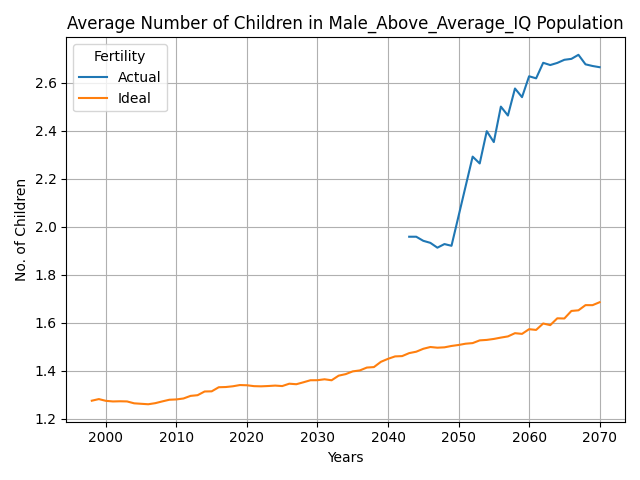 Average Number of Children in Male_Above_Average_IQ Population
Fertility
Actual
Ideal
No. of Children
2.6
2.4
2.2
2.0
1.8
1.6
1.4
1.2
2000 2010 2020 2030 2040 2050 2060 2070
Years